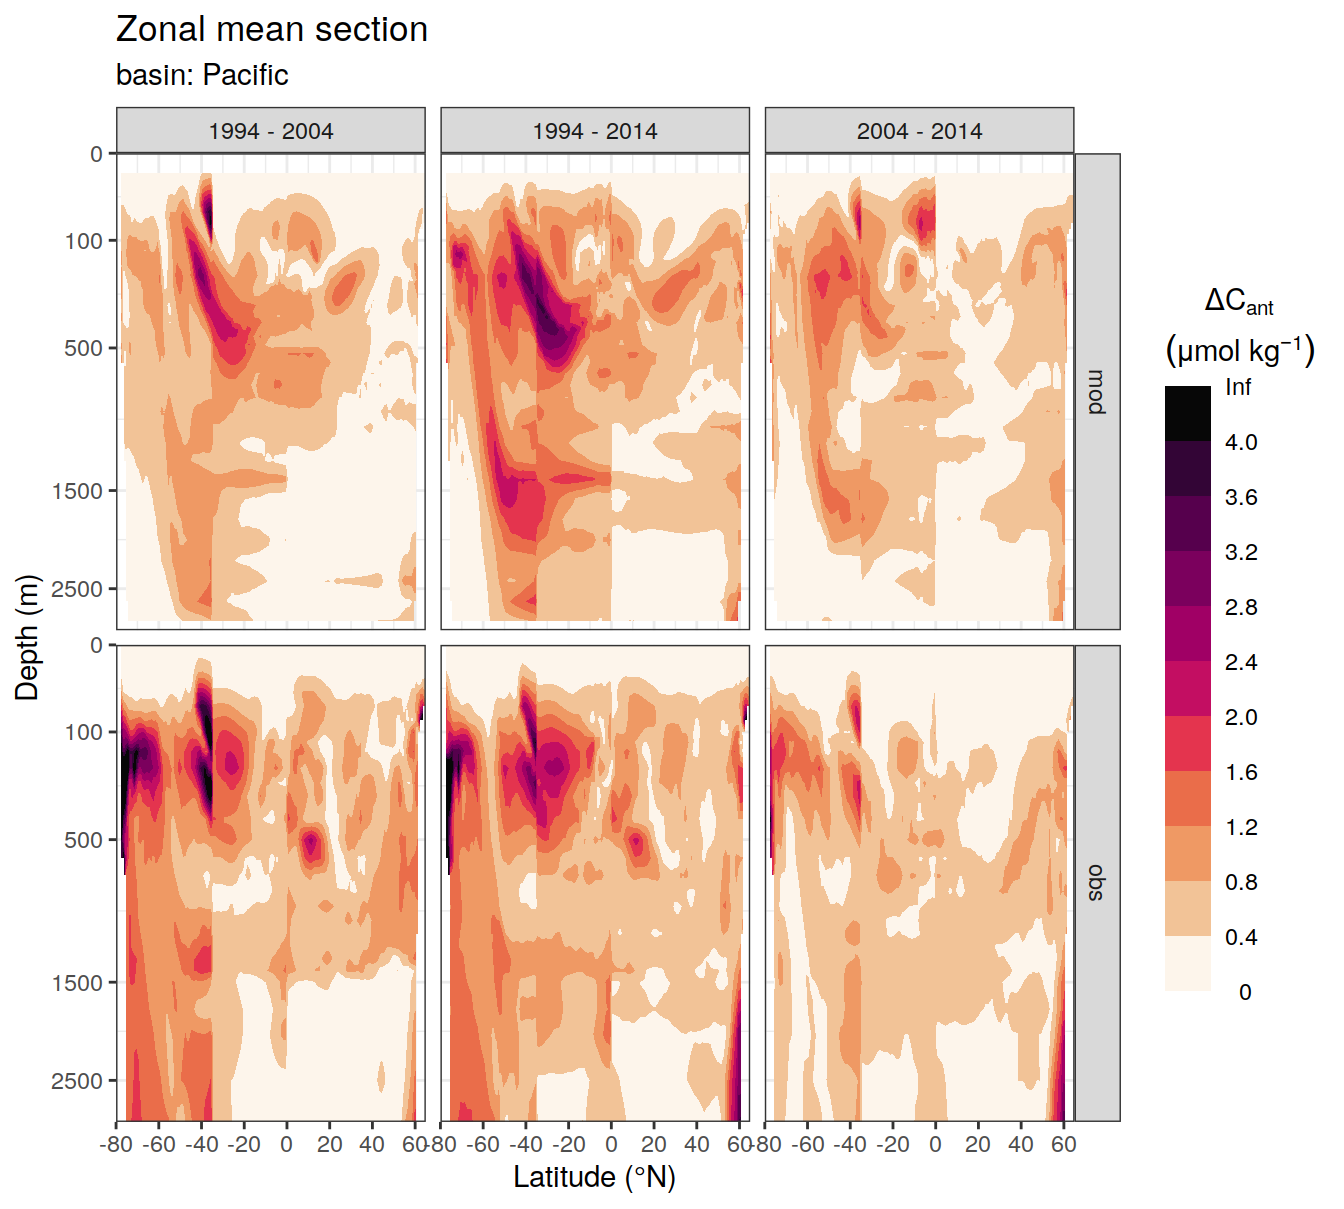 Zonal mean section
basin: Pacific
1994 - 2004
1994 - 2014
2004 - 2014
0
100
500
1500
2500
mod
0
100
500
1500
2500
obs
Depth (m)
-80 -60 -40 -20 0 20 40 60
-80 -60 -40 -20 0 20 40 60
-80 -60 -40 -20 0 20 40 60
Latitude (°N)
ΔCant
(μmol kg⁻¹)
Inf
4.0
3.6
3.2
2.8
2.4
2.0
1.6
1.2
0.8
0.4
0